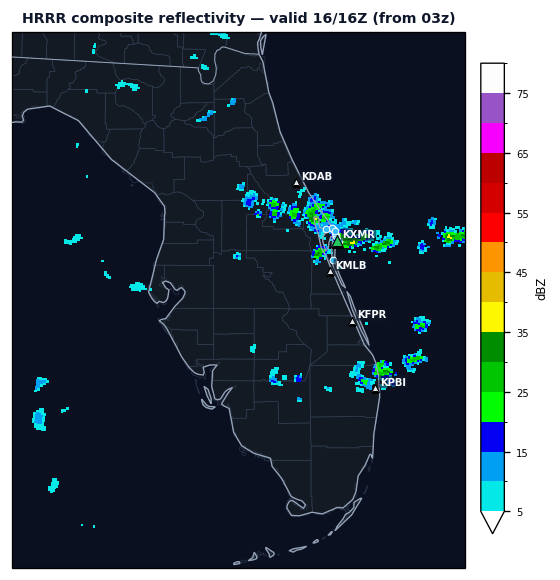 HRRR composite reflectivity — valid 16/16Z (from 03z)
KDAB
KXMR
KMLB
KFPR
KPBI
75
65
55
45
35
25
15
5
dBZ